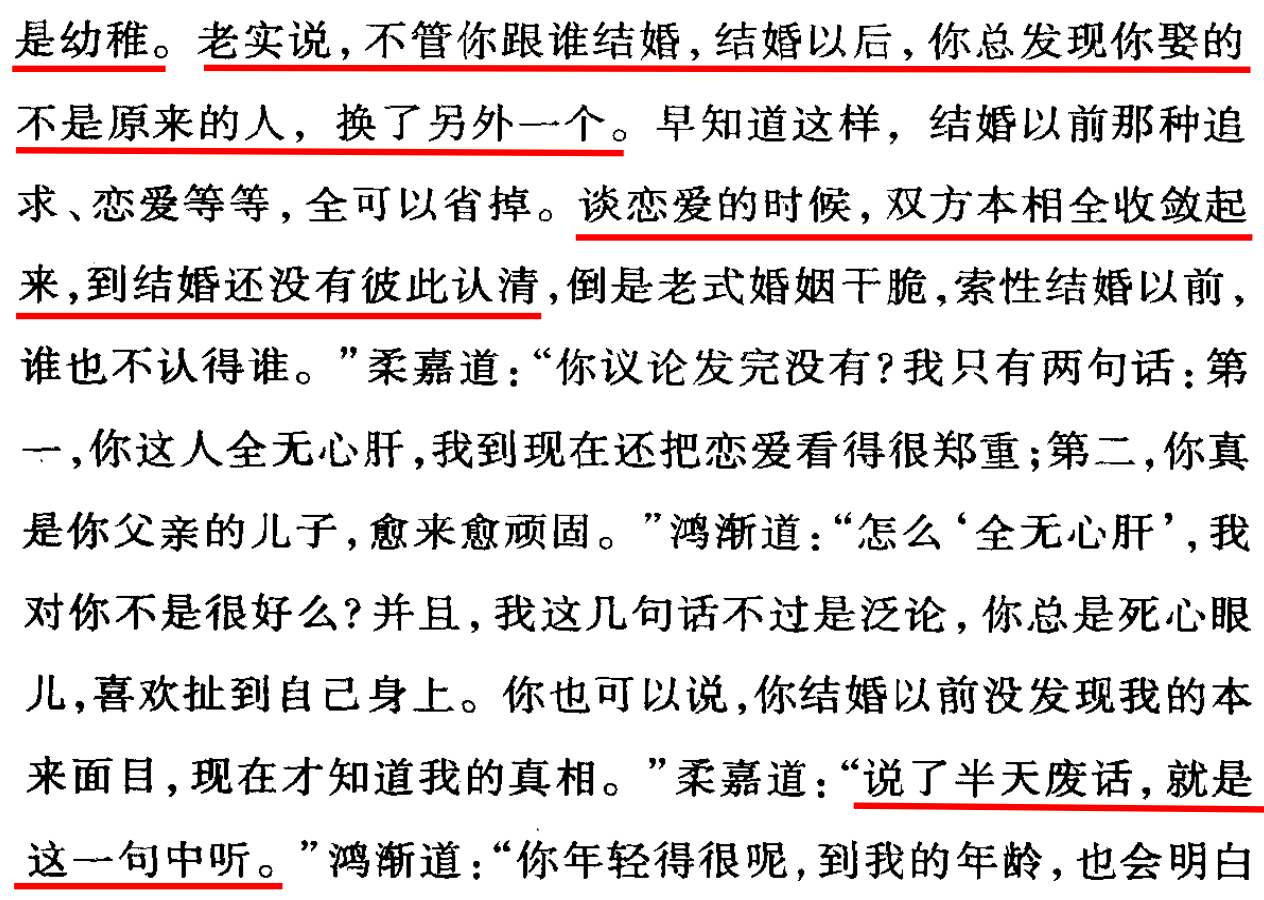 是幼稚。老实说，不管你跟谁结婚，结婚以后，你总发现你娶的
不是原来的人，换了另外一个。早知道这样，结婚以前那种追
求、恋爱等等，全可以省掉。谈恋爱的时候，双方本相全收敛起
来，到结婚还没有彼此认清，倒是老式婚姻干脆，索性结婚以前，
谁也不认得谁。”柔嘉道：“你议论发完没有？我只有两句话：第
一，你这人全无心肝，我到现在还把恋爱看得很郑重；第二，你真
是你父亲的儿子，愈来愈顽固。”鸿渐道：“怎么‘全无心肝’，我
对你不是很好么？并且，我这几句话不过是泛论，你总是死心眼
儿，喜欢扯到自己身上。你也可以说，你结婚以前没发现我的本
来面目，现在才知道我的真相。”柔嘉道：“说了半天废话，就是
这一句中听。”鸿渐道：“你年轻得很呢，到我的年龄，也会明白